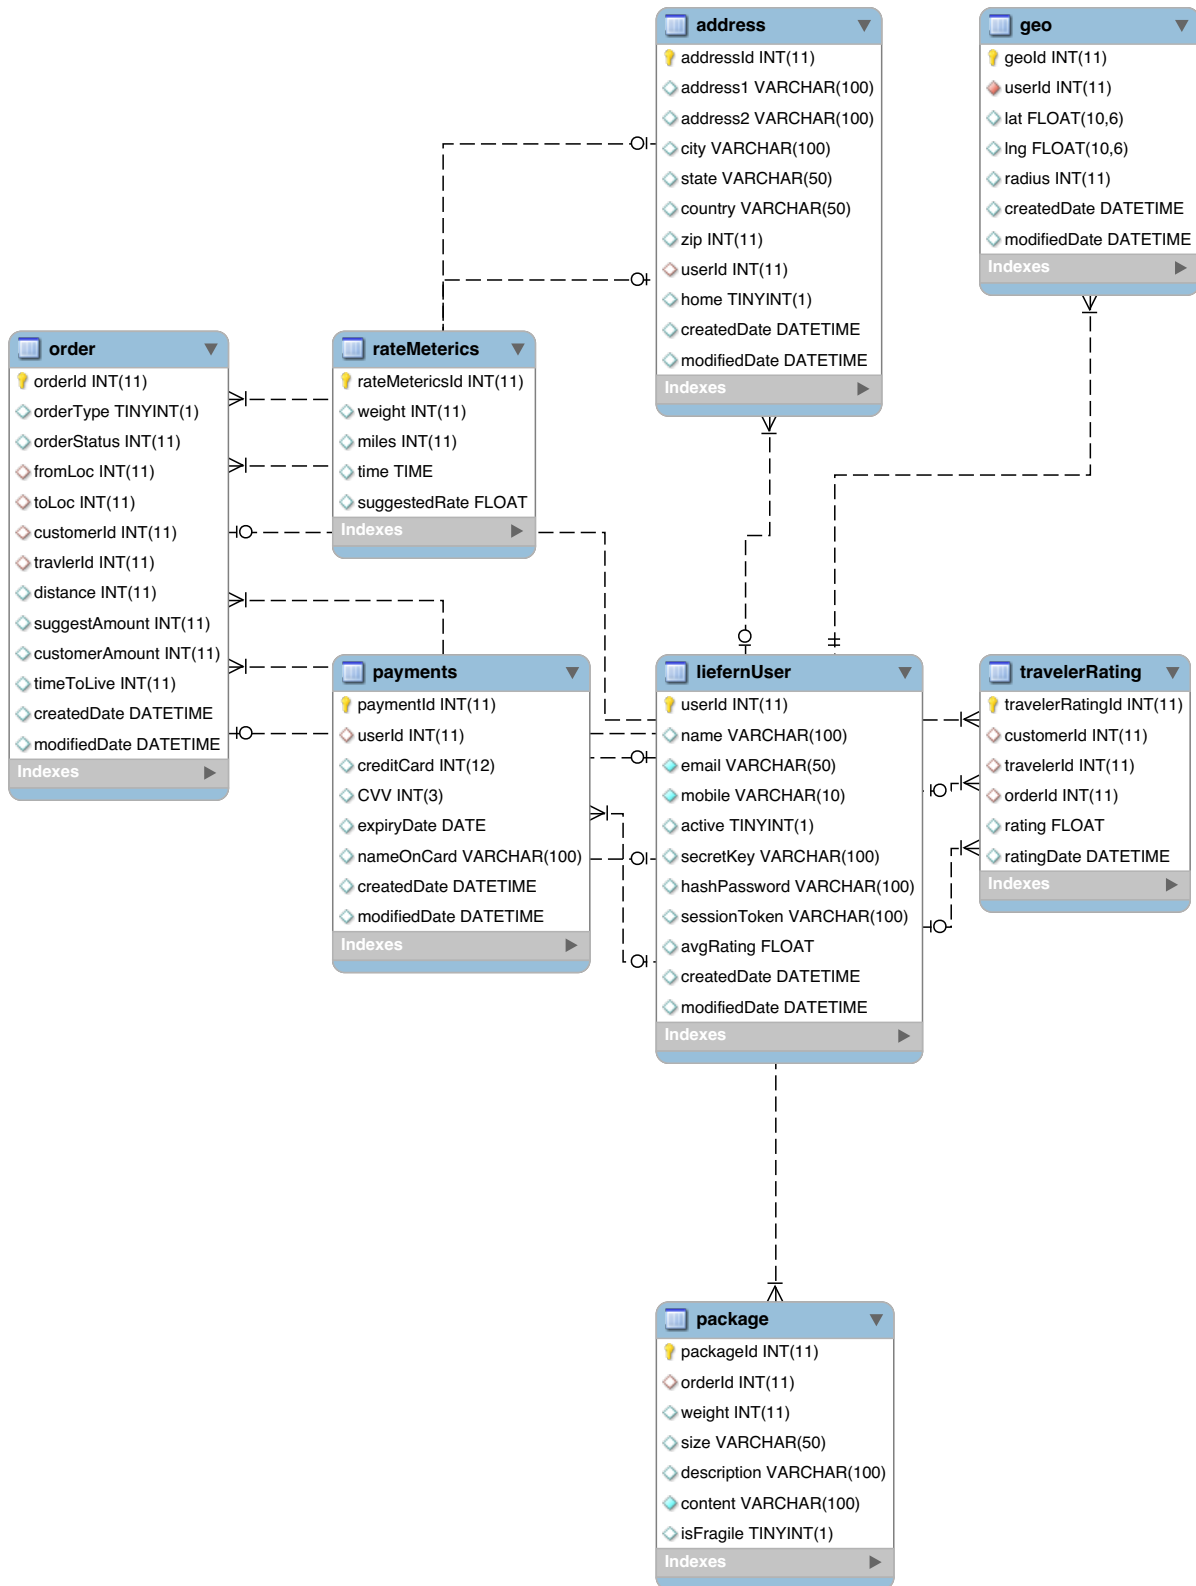 address
addressId INT(11)
address1 VARCHAR(100)
address2 VARCHAR(100)
city VARCHAR(100)
state VARCHAR(50)
country VARCHAR(50)
zip INT(11)
userId INT(11)
home TINYINT(1)
createdDate DATETIME
modifiedDate DATETIME
Indexes
geo
geoId INT(11)
userId INT(11)
lat FLOAT(10,6)
lng FLOAT(10,6)
radius INT(11)
createdDate DATETIME
modifiedDate DATETIME
Indexes
order
orderId INT(11)
orderType TINYINT(1)
orderStatus INT(11)
fromLoc INT(11)
toLoc INT(11)
customerId INT(11)
travlerId INT(11)
distance INT(11)
suggestAmount INT(11)
customerAmount INT(11)
timeToLive INT(11)
createdDate DATETIME
modifiedDate DATETIME
Indexes
rateMeterics
rateMetericsId INT(11)
weight INT(11)
miles INT(11)
time TIME
suggestedRate FLOAT
Indexes
payments
paymentId INT(11)
userId INT(11)
creditCard INT(12)
CVV INT(3)
expiryDate DATE
nameOnCard VARCHAR(100)
createdDate DATETIME
modifiedDate DATETIME
Indexes
liefernUser
userId INT(11)
name VARCHAR(100)
email VARCHAR(50)
mobile VARCHAR(10)
active TINYINT(1)
secretKey VARCHAR(100)
hashPassword VARCHAR(100)
sessionToken VARCHAR(100)
avgRating FLOAT
createdDate DATETIME
modifiedDate DATETIME
Indexes
travelerRating
travelerRatingId INT(11)
customerId INT(11)
travelerId INT(11)
orderId INT(11)
rating FLOAT
ratingDate DATETIME
Indexes
package
packageId INT(11)
orderId INT(11)
weight INT(11)
size VARCHAR(50)
description VARCHAR(100)
content VARCHAR(100)
isFragile TINYINT(1)
Indexes